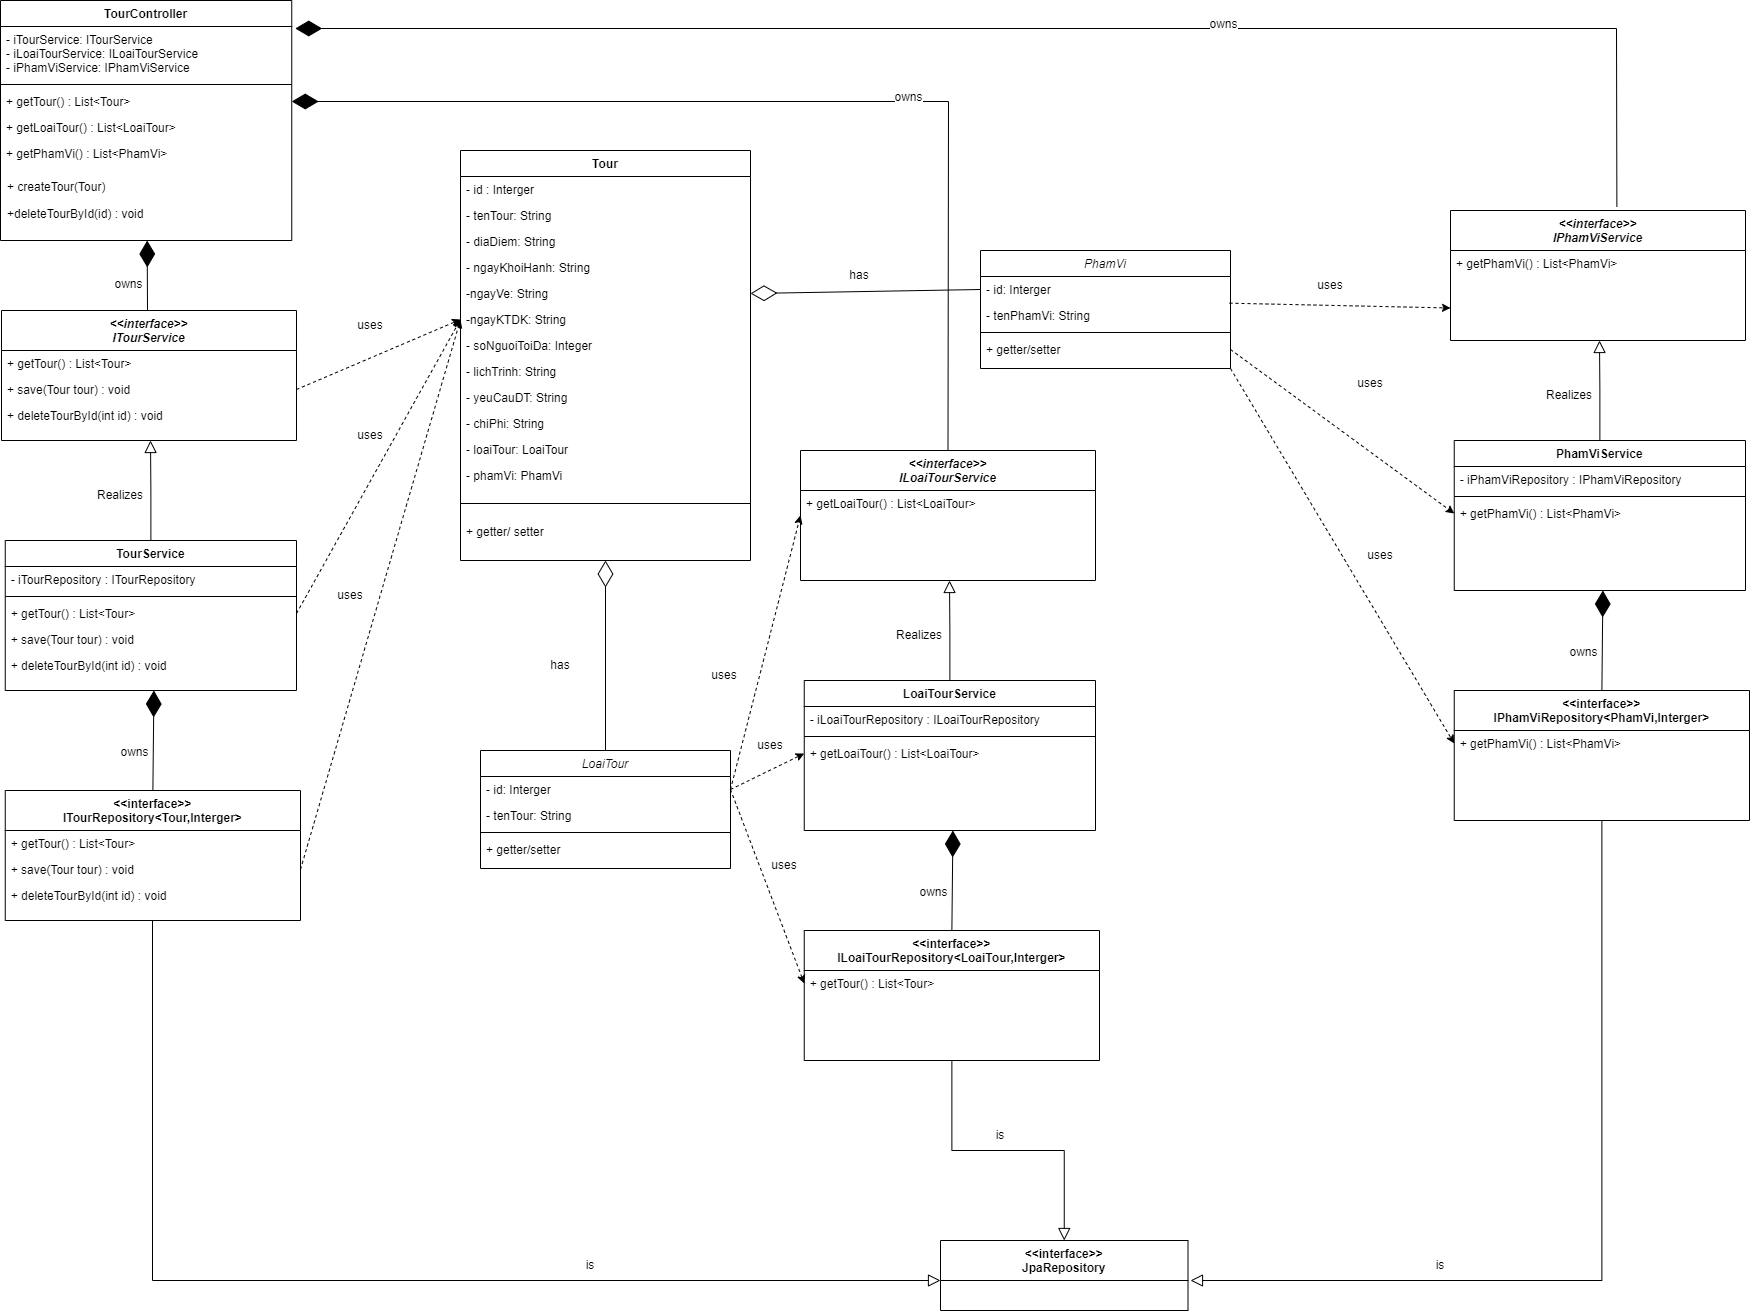 TourController
- iTourService: ITourService
- iLoaiTourService: ILoaiTourService
- iPhamViService: IPhamViService
+ getTour() : List<Tour>
+ getLoaiTour() : List<LoaiTour>
+ getPhamVi() : List<PhamVi>
+ createTour(Tour)
+deleteTourById(id) : void
owns
owns
owns
<<interface>>
ITourService
+ getTour() : List<Tour>
+ save(Tour tour) : void
+ deleteTourById(int id) : void
Realizes
TourService
- iTourRepository : ITourRepository
+ getTour() : List<Tour>
+ save(Tour tour) : void
+ deleteTourById(int id) : void
owns
<<interface>>
ITourRepository<Tour,Interger>
+ getTour() : List<Tour>
+ save(Tour tour) : void
+ deleteTourById(int id) : void
uses
uses
uses
Tour
- id : Interger
- tenTour: String
- diaDiem: String
- ngayKhoiHanh: String
-ngayVe: String
-ngayKTDK: String
- soNguoiToiDa: Integer
- lichTrinh: String
- yeuCauDT: String
- chiPhi: String
- loaiTour: LoaiTour
- phamVi: PhamVi
+ getter/ setter
has
has
LoaiTour
- id: Interger
- tenTour: String
+ getter/setter
uses
uses
uses
PhamVi
- id: Interger
- tenPhamVi: String
+ getter/setter
uses
uses
uses
<<interface>>
ILoaiTourService
+ getLoaiTour() : List<LoaiTour>
Realizes
LoaiTourService
- iLoaiTourRepository : ILoaiTourRepository
+ getLoaiTour() : List<LoaiTour>
owns
<<interface>>
ILoaiTourRepository<LoaiTour,Interger>
+ getTour() : List<Tour>
<<interface>>
IPhamViService
+ getPhamVi() : List<PhamVi>
Realizes
PhamViService
- iPhamViRepository : IPhamViRepository
+ getPhamVi() : List<PhamVi>
owns
<<interface>>
IPhamViRepository<PhamVi,Interger>
+ getPhamVi() : List<PhamVi>
is
is
is
<<interface>>
JpaRepository